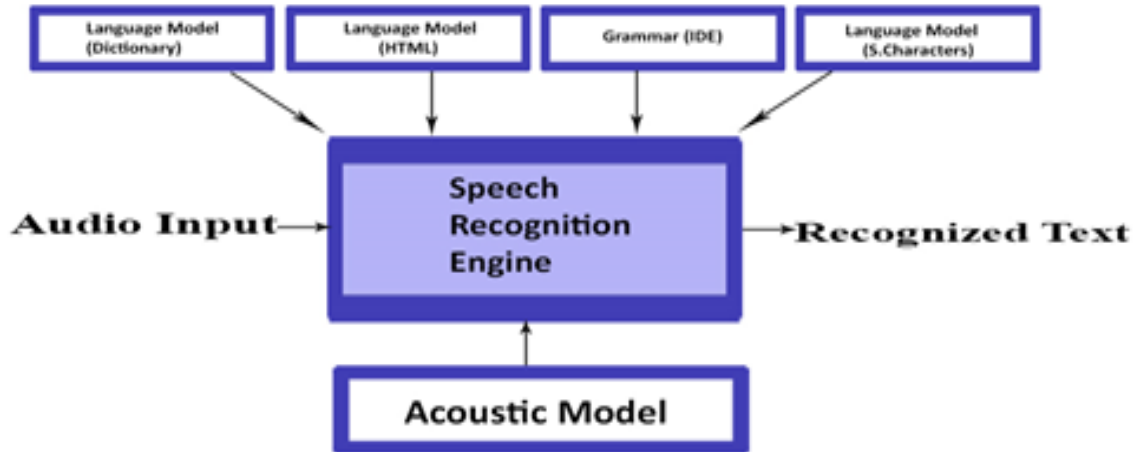 Language Model
(Dictionary)
Language Model
(HTML)
Grammar (IDE)
Language Model
(S.Characters)
Audio Input
Speech
Recognition
Engine
Recognized Text
Acoustic Model